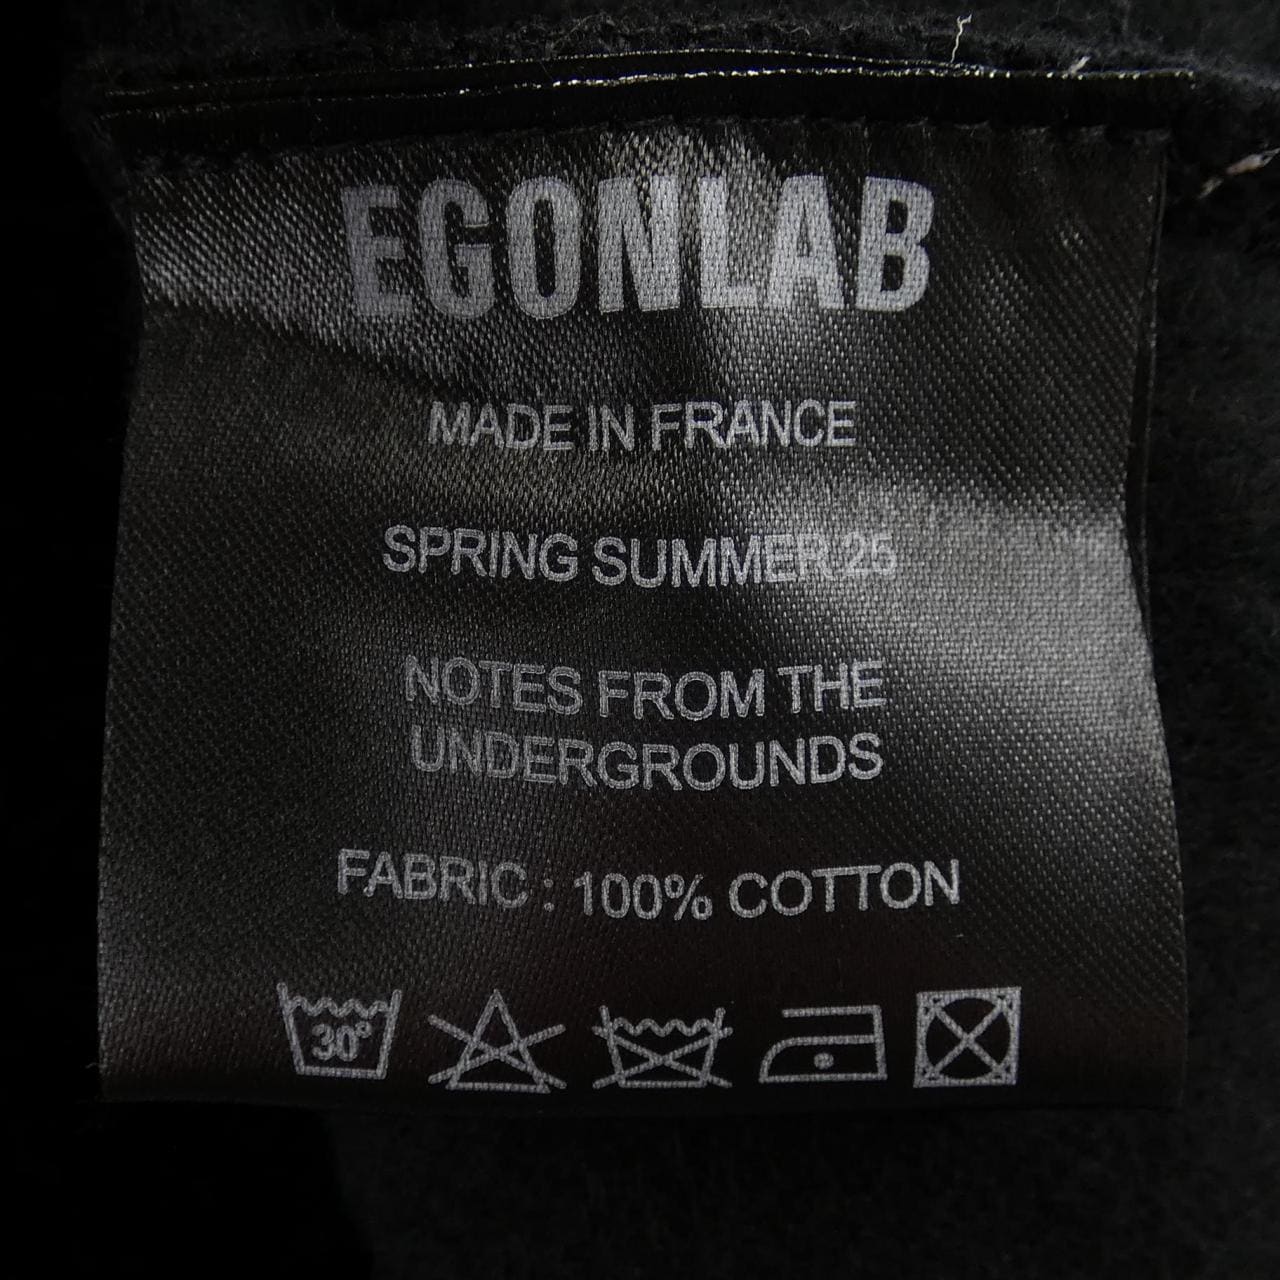 EGONLAB
MADE IN FRANCE
SPRING SUMMER 25
NOTES FROM THE
UNDERGROUNDS
FABRIC : 100% COTTON
30°